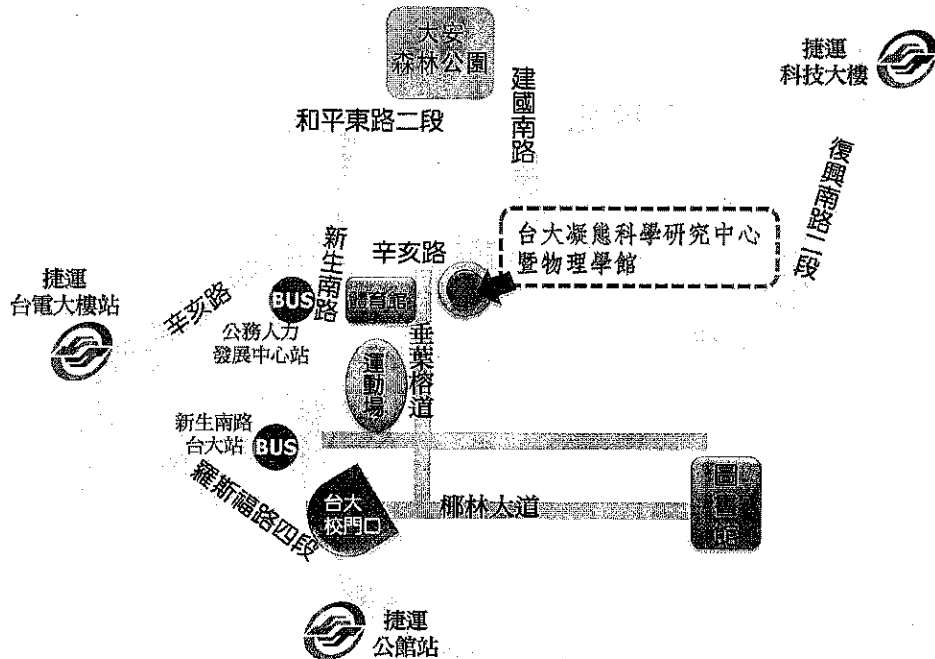 大安
森林公園
捷運
科技大樓
建國南路
和平東路二段
復興南路二段
台大凝態科學研究中心
暨物理學館
新生南路
辛亥路
捷運
台電大樓站
辛亥路
BUS
體育館
公務人力
發展中心站
垂葉榕道
運動場
新生南路
台大站
BUS
羅斯福路四段
台大
校門口
椰林大道
圖書館
捷運
公館站